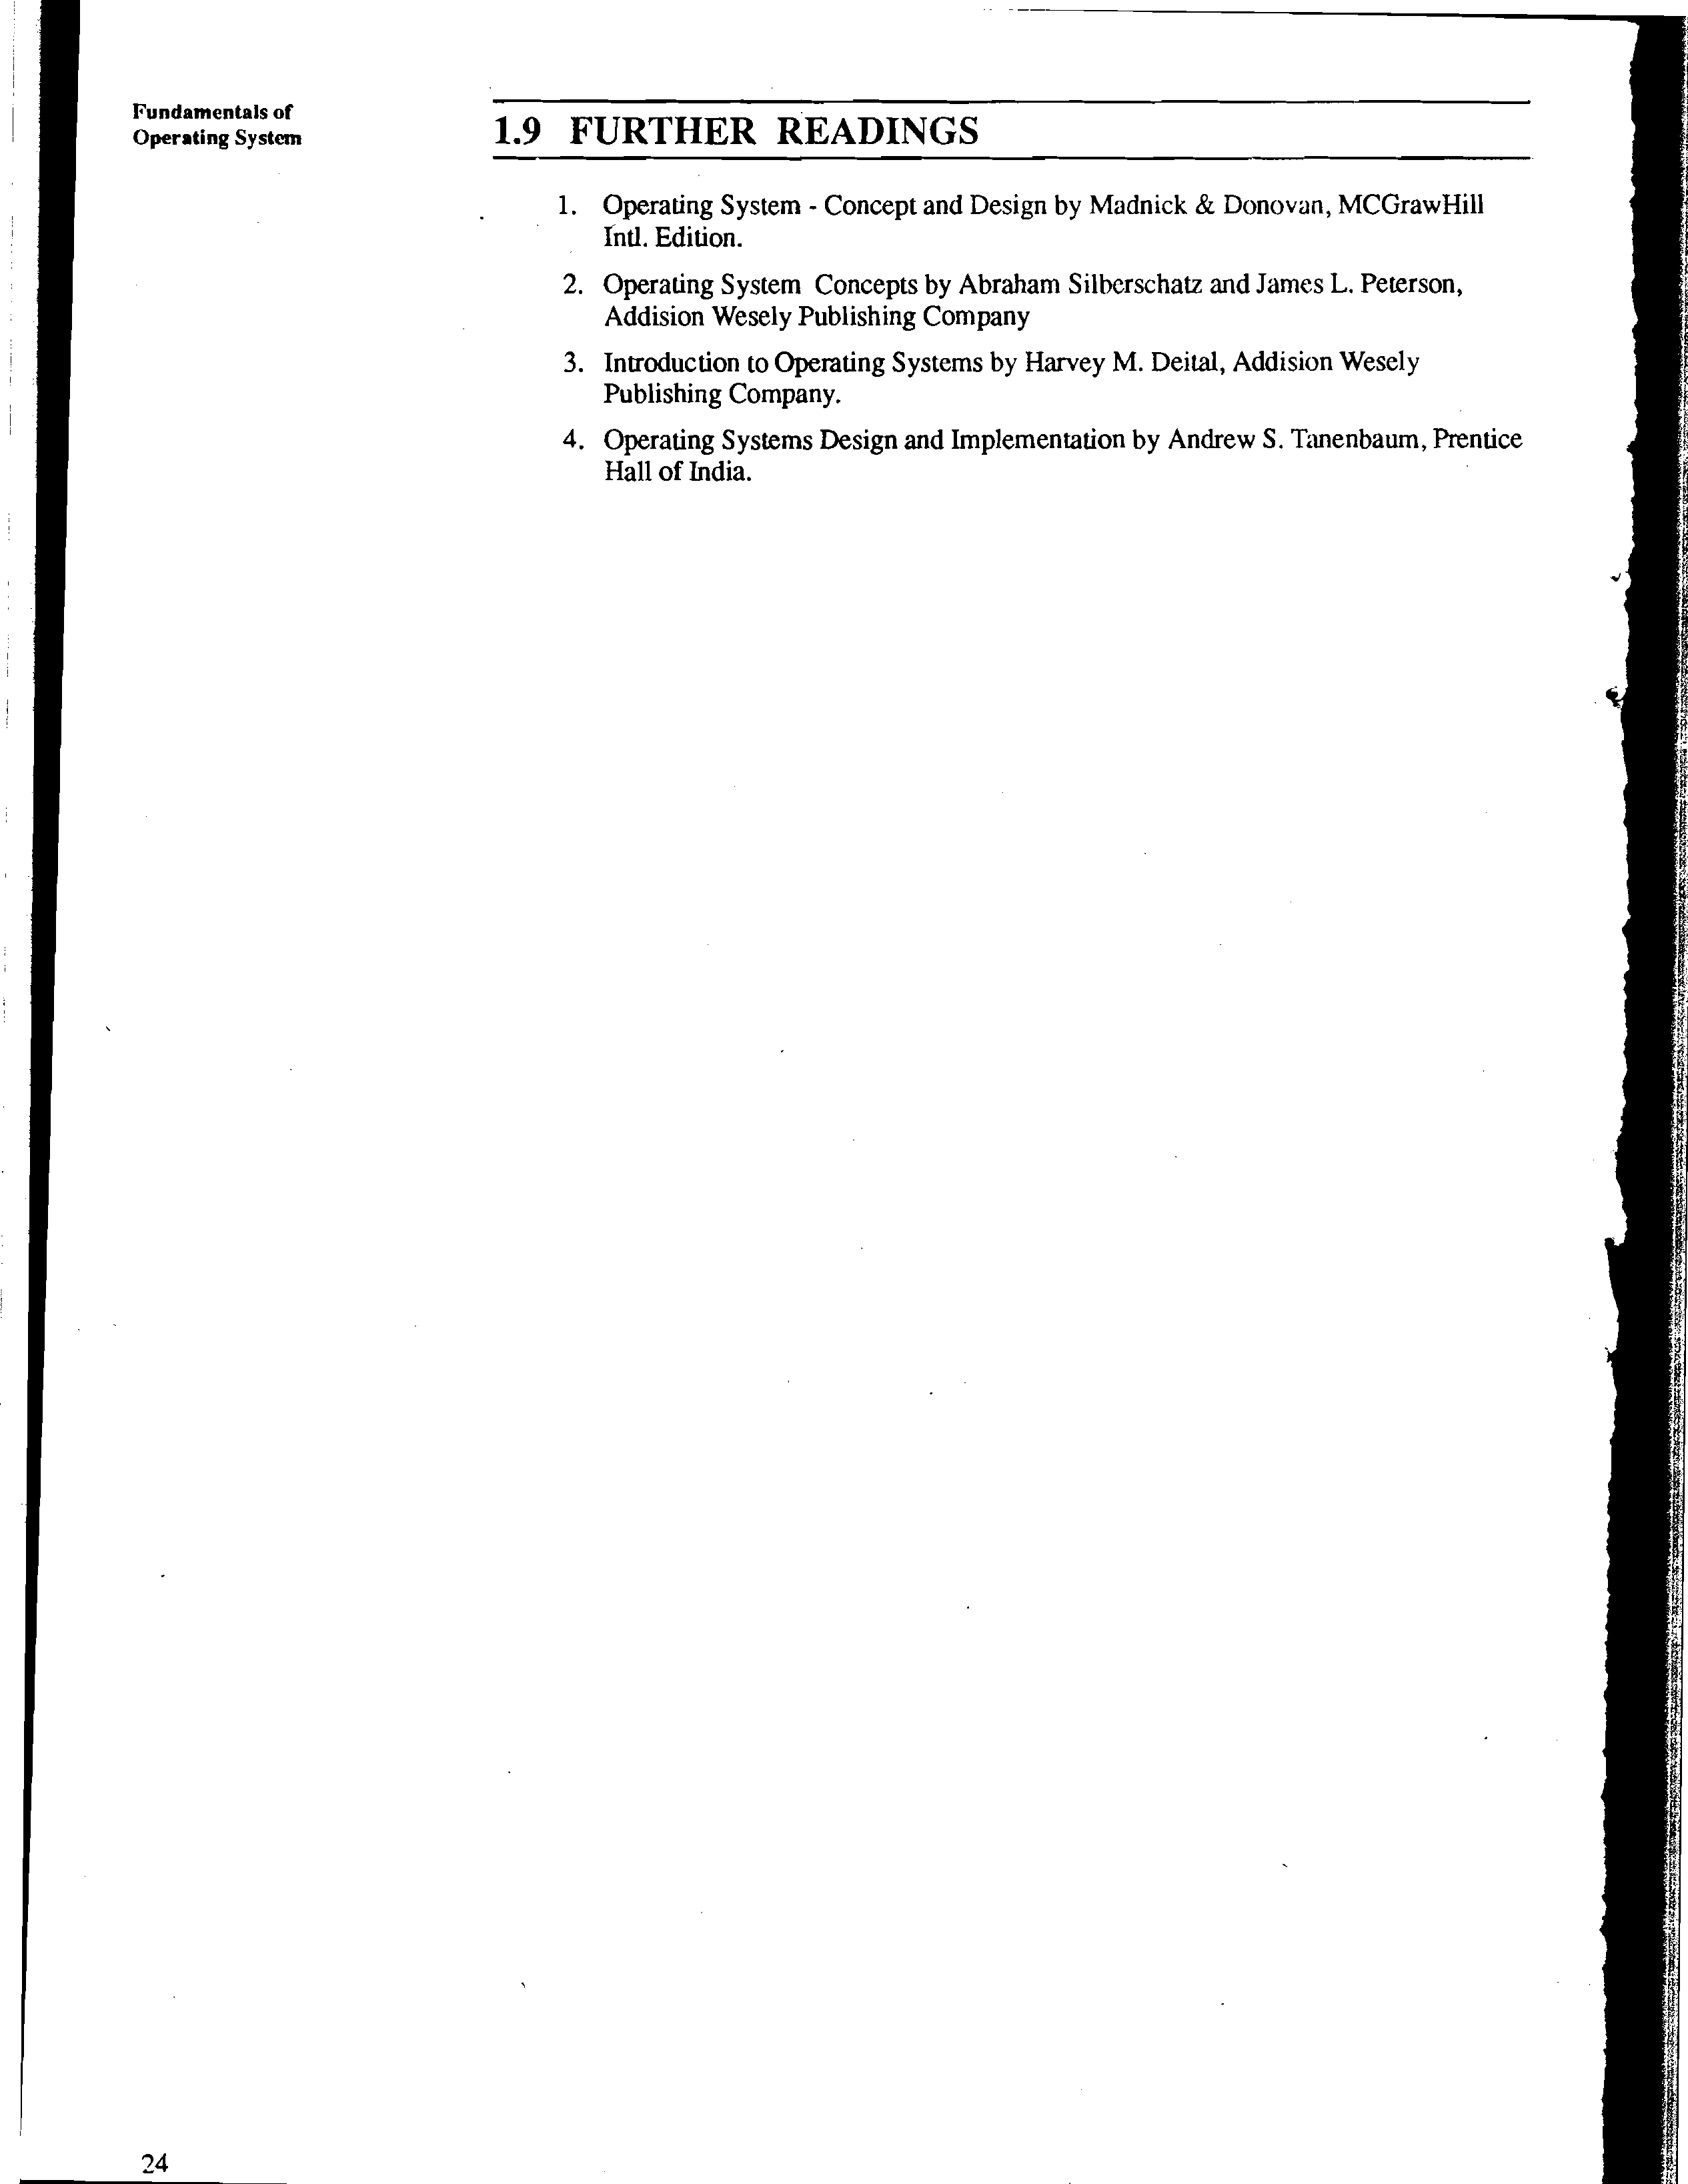 Fundamentals of
Operating System
1.9 FURTHER READINGS
1. Operating System - Concept and Design by Madnick & Donovan, MCGrawHill
Intl. Edition.
2. Operating System Concepts by Abraham Silberschatz and James L. Peterson,
Addision Wesely Publishing Company
3. Introduction to Operating Systems by Harvey M. Deital, Addision Wesely
Publishing Company.
4. Operating Systems Design and Implementation by Andrew S. Tanenbaum, Prentice
Hall of India.
24